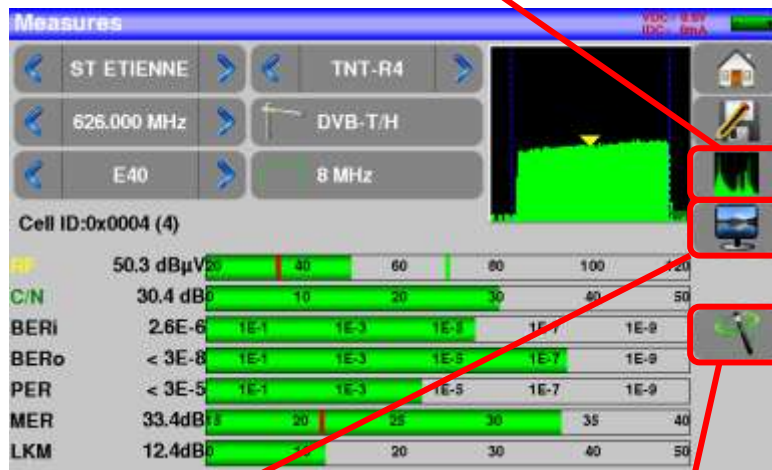 Measures
VDC : 0.0V
IDC : 0mA
ST ETIENNE
TNT-R4
626.000 MHz
DVB-T/H
E40
8 MHz
Cell ID:0x0004 (4)
RF 50.3 dBµV 20 40 60 80 100 120
C/N 30.4 dB 0 10 20 30 40 50
BERi 2.6E-6 1E-1 1E-3 1E-5 1E-7 1E-9
BERo < 3E-8 1E-1 1E-3 1E-5 1E-7 1E-9
PER < 3E-5 1E-1 1E-3 1E-5 1E-7 1E-9
MER 33.4dB 15 20 25 30 35 40
LKM 12.4dB 0 10 20 30 40 50